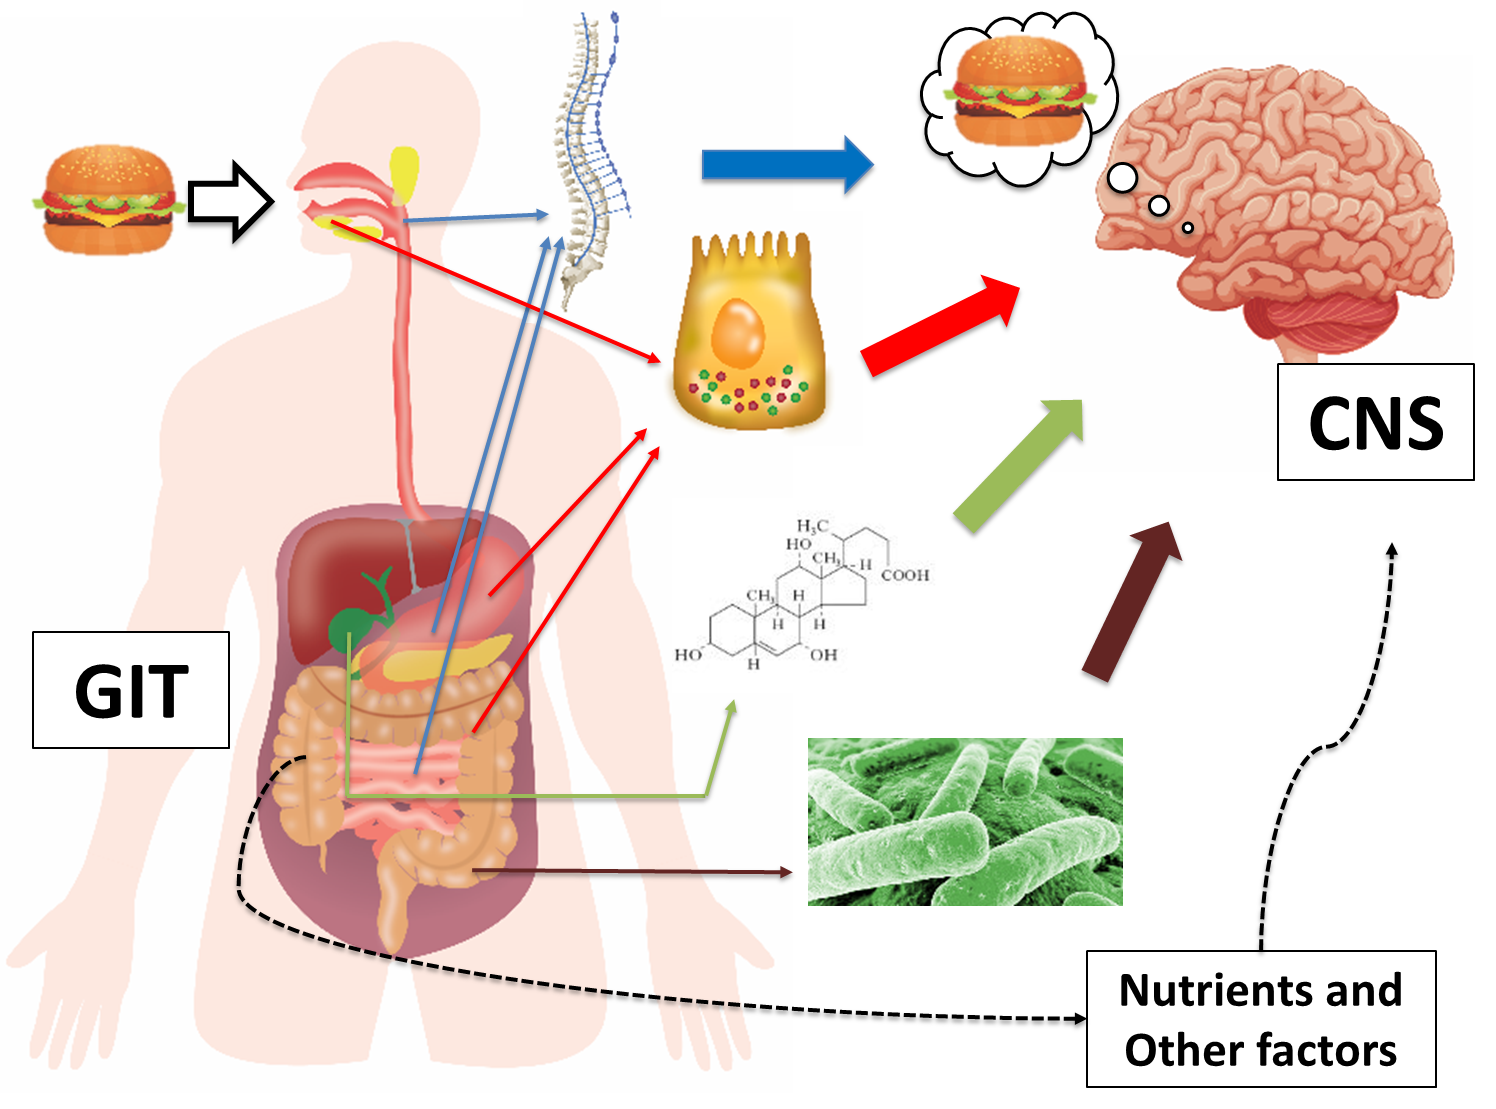 CNS
GIT
H₃C
HO
CH₃
H
COOH
CH₃
H
H
H
HO
H
OH
Nutrients and
Other factors